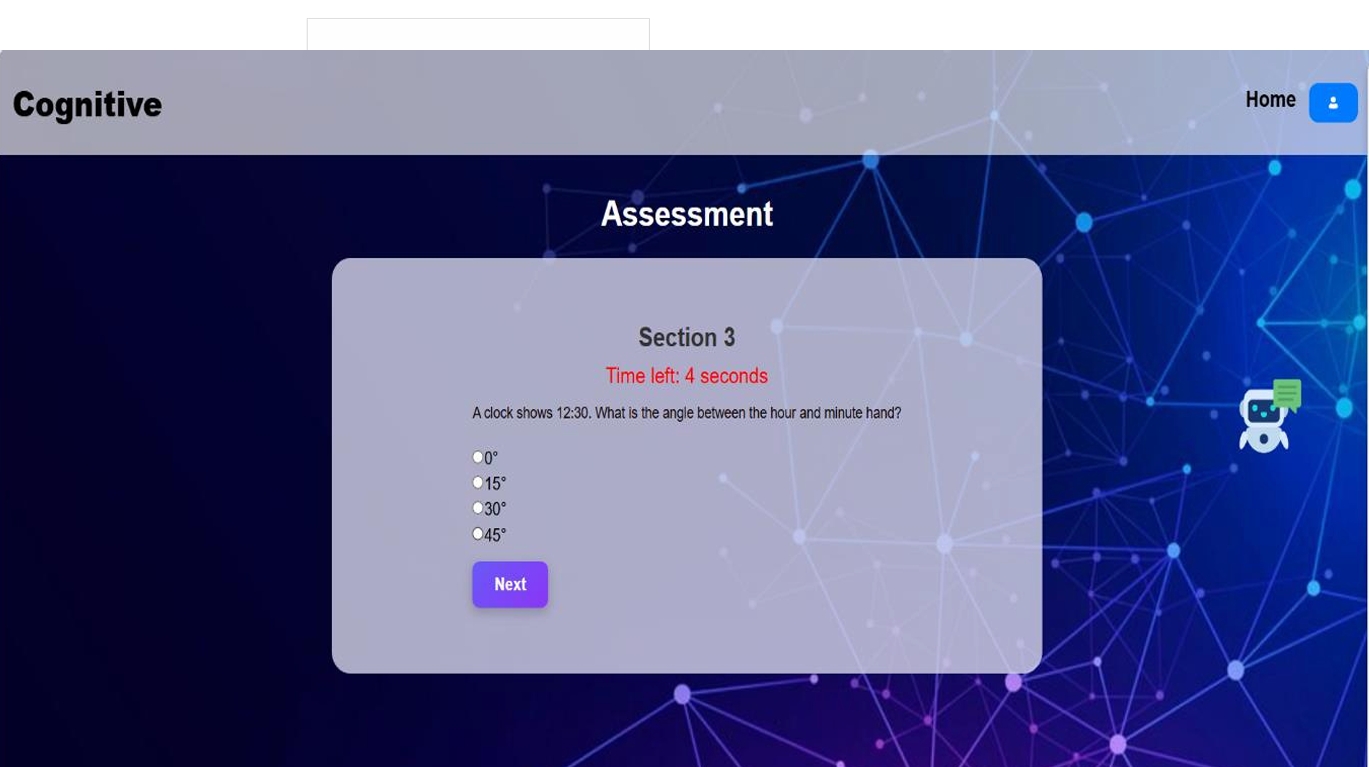 Cognitive
Home
Assessment
Section 3
Time left: 4 seconds
A clock shows 12:30. What is the angle between the hour and minute hand?
0°
15°
30°
45°
Next